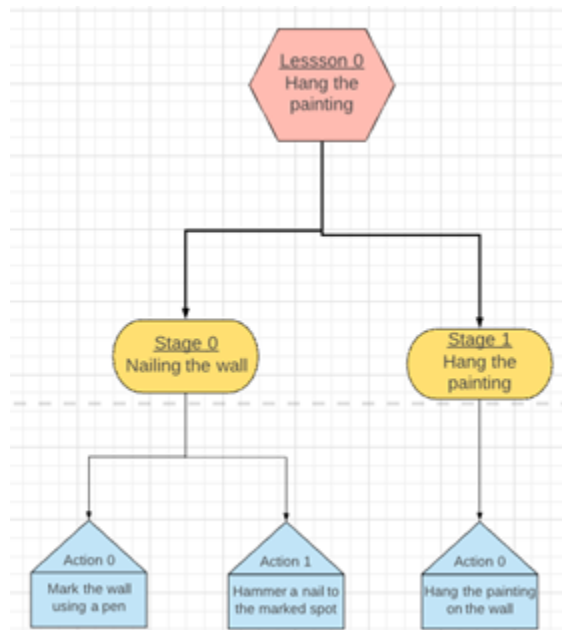 Lessson 0
Hang the
painting
Stage 0
Nailing the wall
Stage 1
Hang the
painting
Action 0
Mark the wall
using a pen
Action 1
Hammer a nail to
the marked spot
Action 0
Hang the painting
on the wall